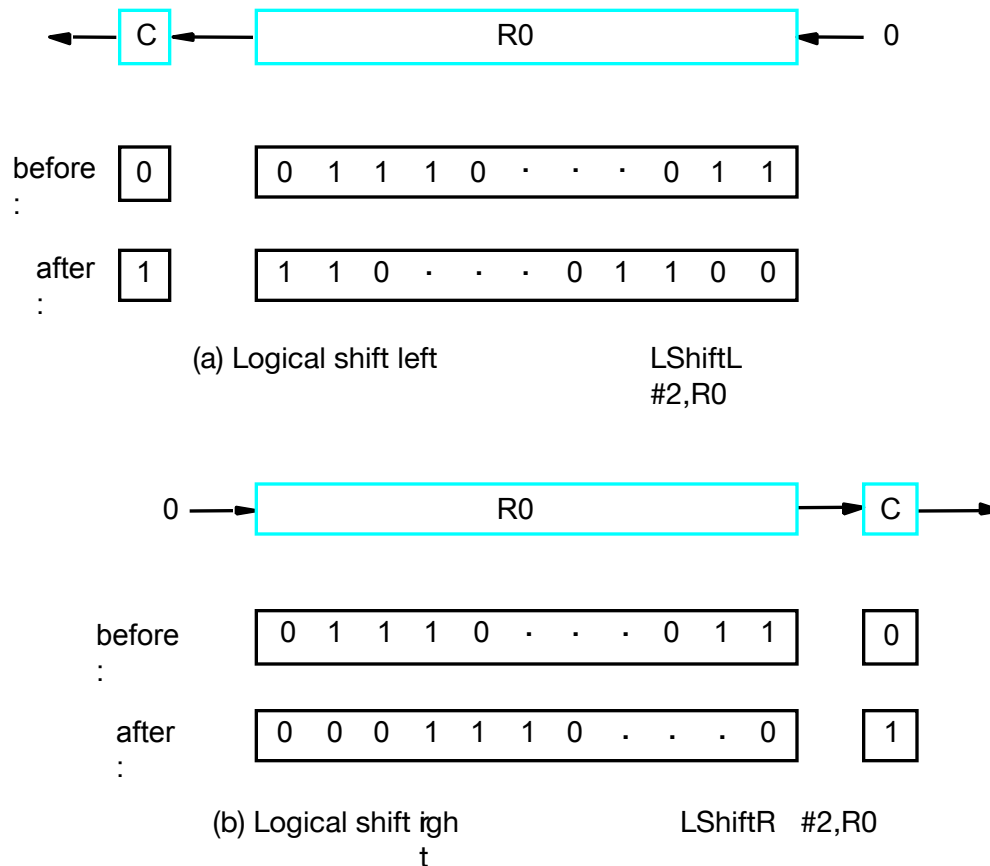 C R0 0
before
: 0 0 1 1 1 0 · · · 0 1 1
after
: 1 1 1 0 · · · 0 1 1 0 0
(a) Logical shift left LShiftL
#2,R0
0 R0 C
before
: 0 1 1 1 0 · · · 0 1 1 0
after
: 0 0 0 1 1 1 0 · · · 0 1
(b) Logical shift righ
t LShiftR #2,R0